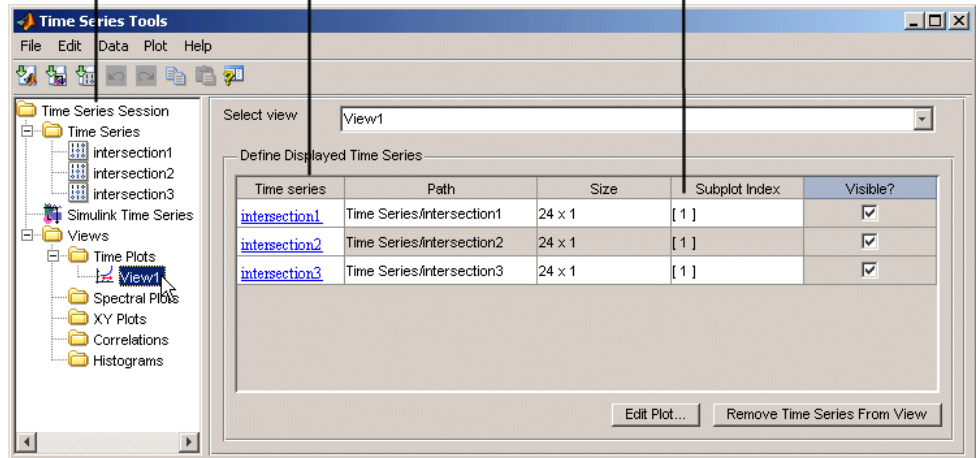 Time Series Tools
File Edit Data Plot Help
Time Series Session
Time Series
intersection1
intersection2
intersection3
Simulink Time Series
Views
Time Plots
View1
Spectral Plots
XY Plots
Correlations
Histograms
Select view View1
Define Displayed Time Series
Time series Path Size Subplot Index Visible?
intersection1 Time Series/intersection1 24 x 1 [ 1 ]
intersection2 Time Series/intersection2 24 x 1 [ 1 ]
intersection3 Time Series/intersection3 24 x 1 [ 1 ]
Edit Plot... Remove Time Series From View